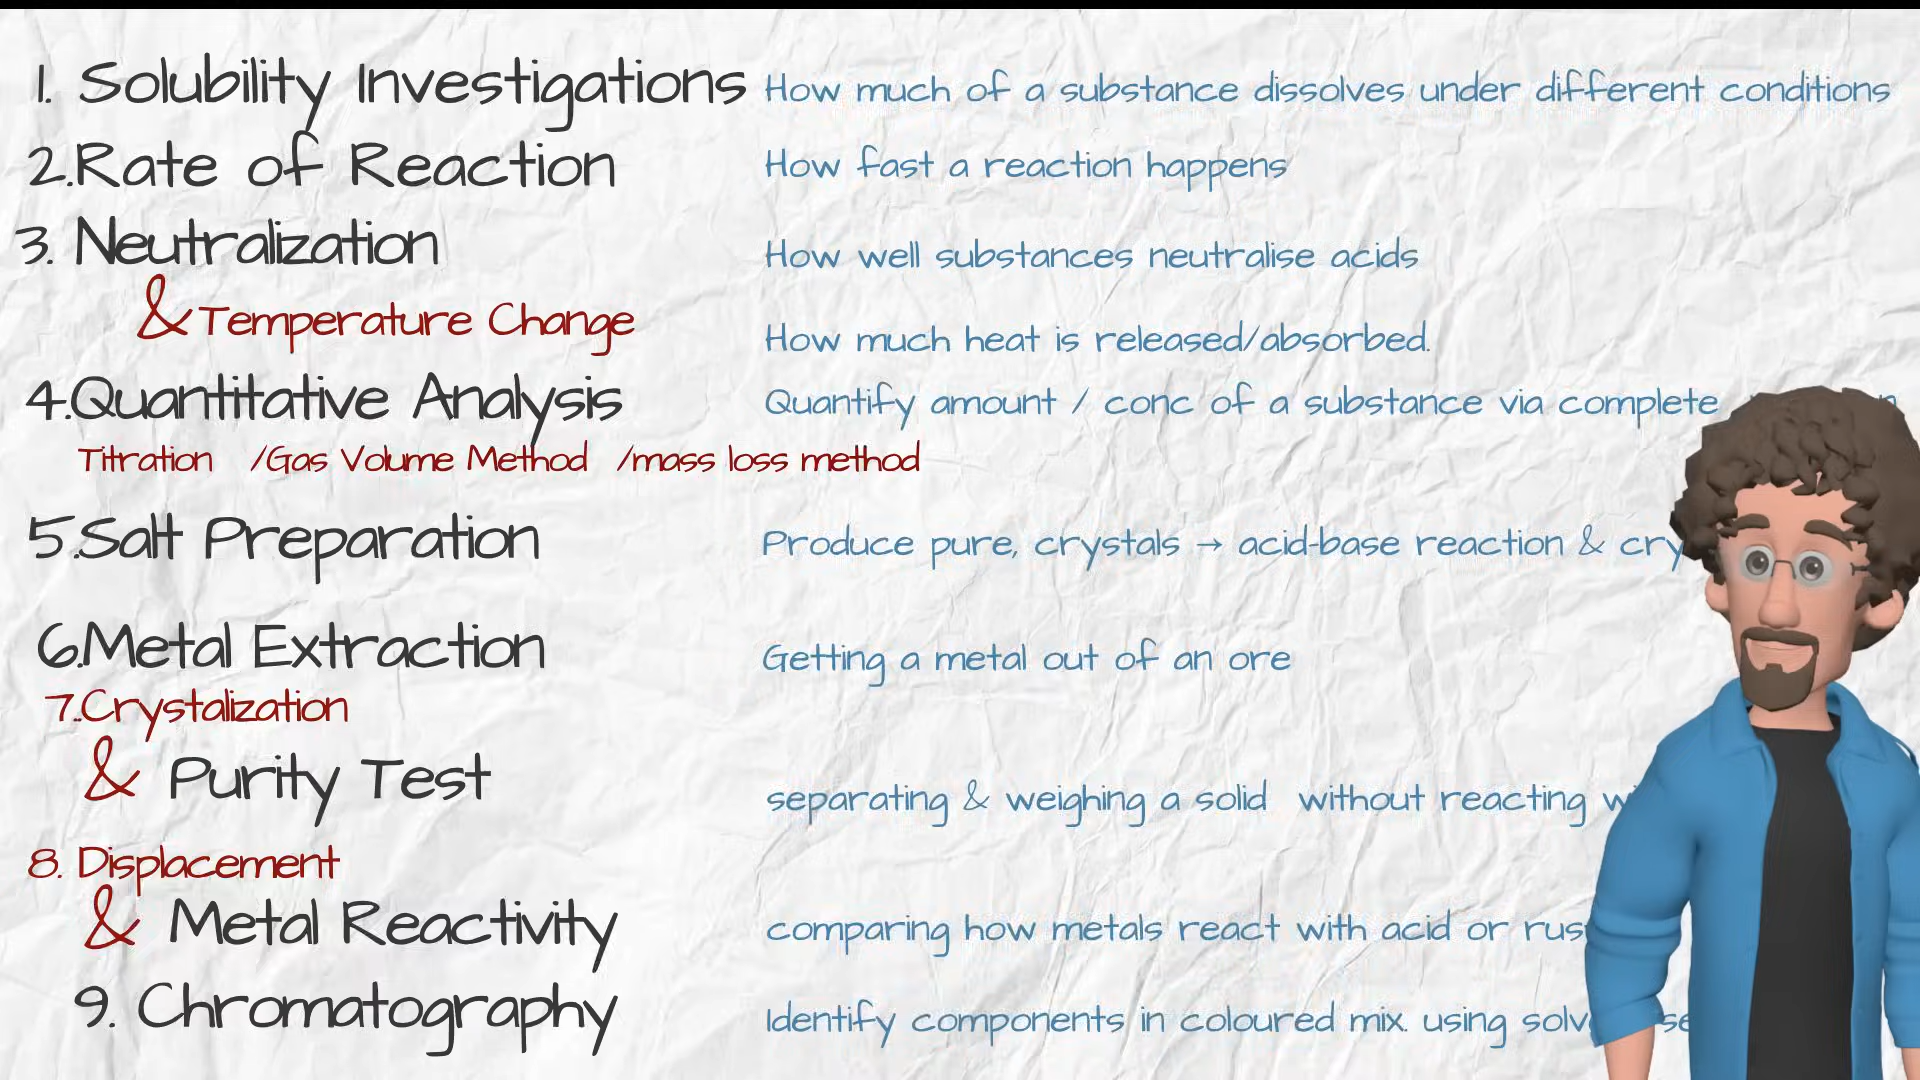 1. Solubility Investigations How much of a substance dissolves under different conditions
2.Rate of Reaction How fast a reaction happens
3. Neutralization How well substances neutralise acids
& Temperature Change How much heat is released/absorbed.
4.Quantitative Analysis Quantify amount / conc of a substance via complete
Titration /Gas Volume Method /mass loss method
5.Salt Preparation Produce pure, crystals → acid-base reaction &
6.Metal Extraction Getting a metal out of an ore
7.Crystalization
& Purity Test separating & weighing a solid without reacting
8. Displacement
& Metal Reactivity comparing how metals react with acid or
9. Chromatography Identify components in coloured mix. using